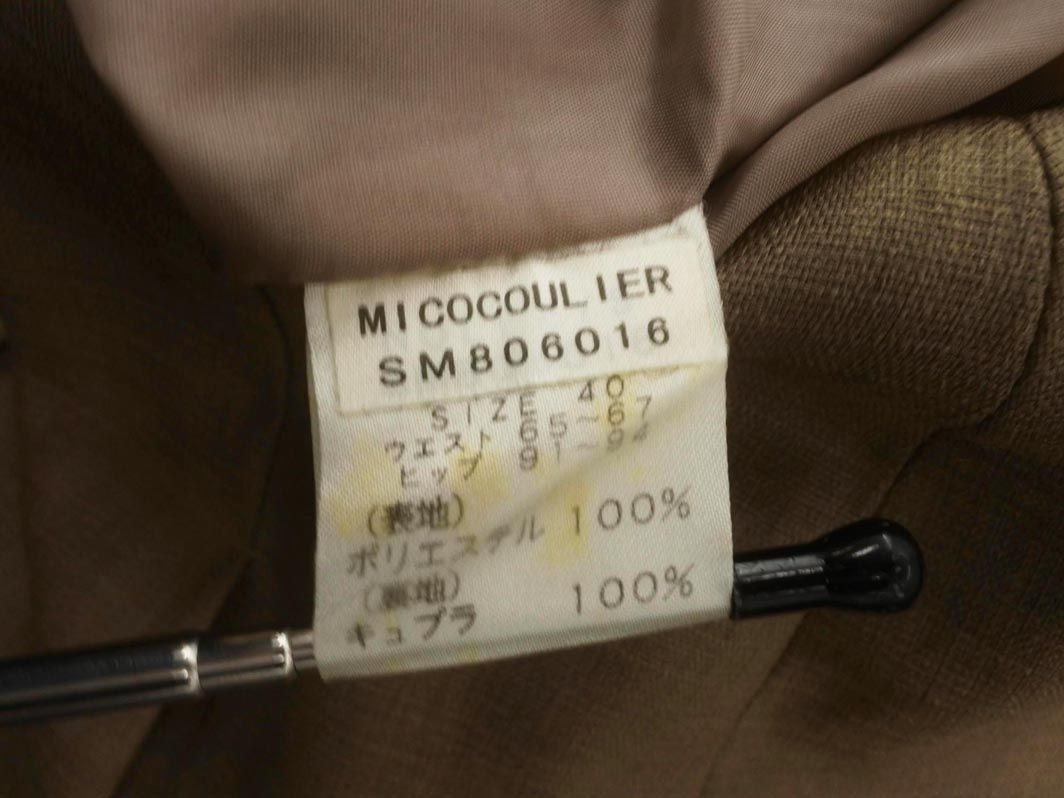 MICOCOULIER
SM806016
SIZE 40
ウエスト 65~67
ヒップ 91~94
(表地)
ポリエステル 100%
(裏地)
キュプラ 100%